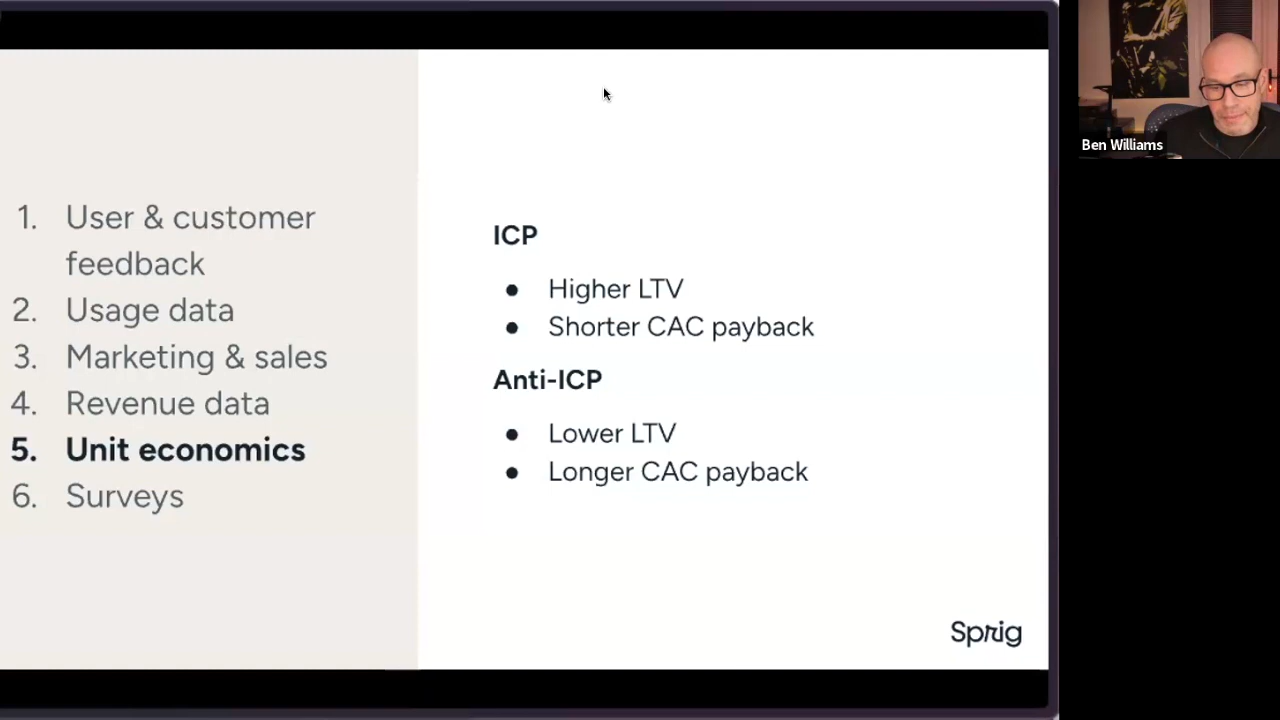 1. User & customer
feedback
2. Usage data
3. Marketing & sales
4. Revenue data
5. Unit economics
6. Surveys
ICP
● Higher LTV
● Shorter CAC payback
Anti-ICP
● Lower LTV
● Longer CAC payback
Sprig
Ben Williams